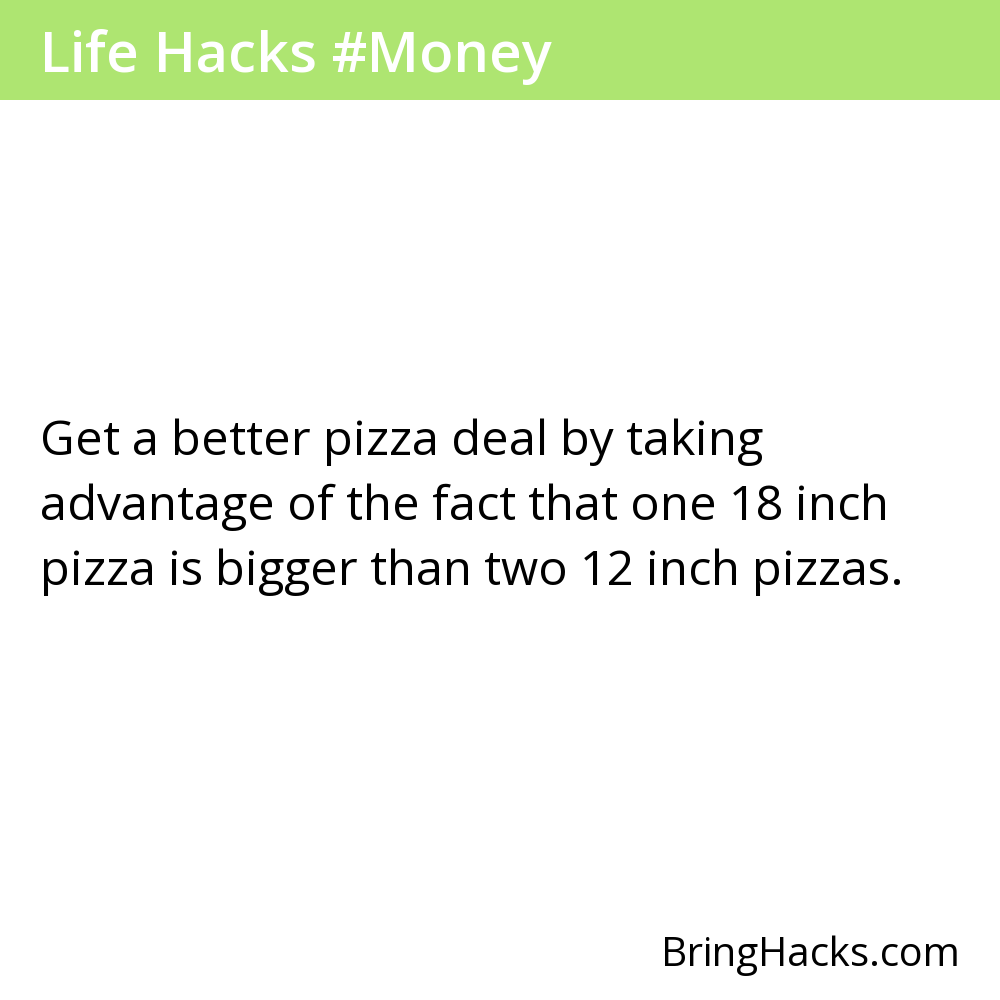 Life Hacks #Money
Get a better pizza deal by taking
advantage of the fact that one 18 inch
pizza is bigger than two 12 inch pizzas.
BringHacks.com